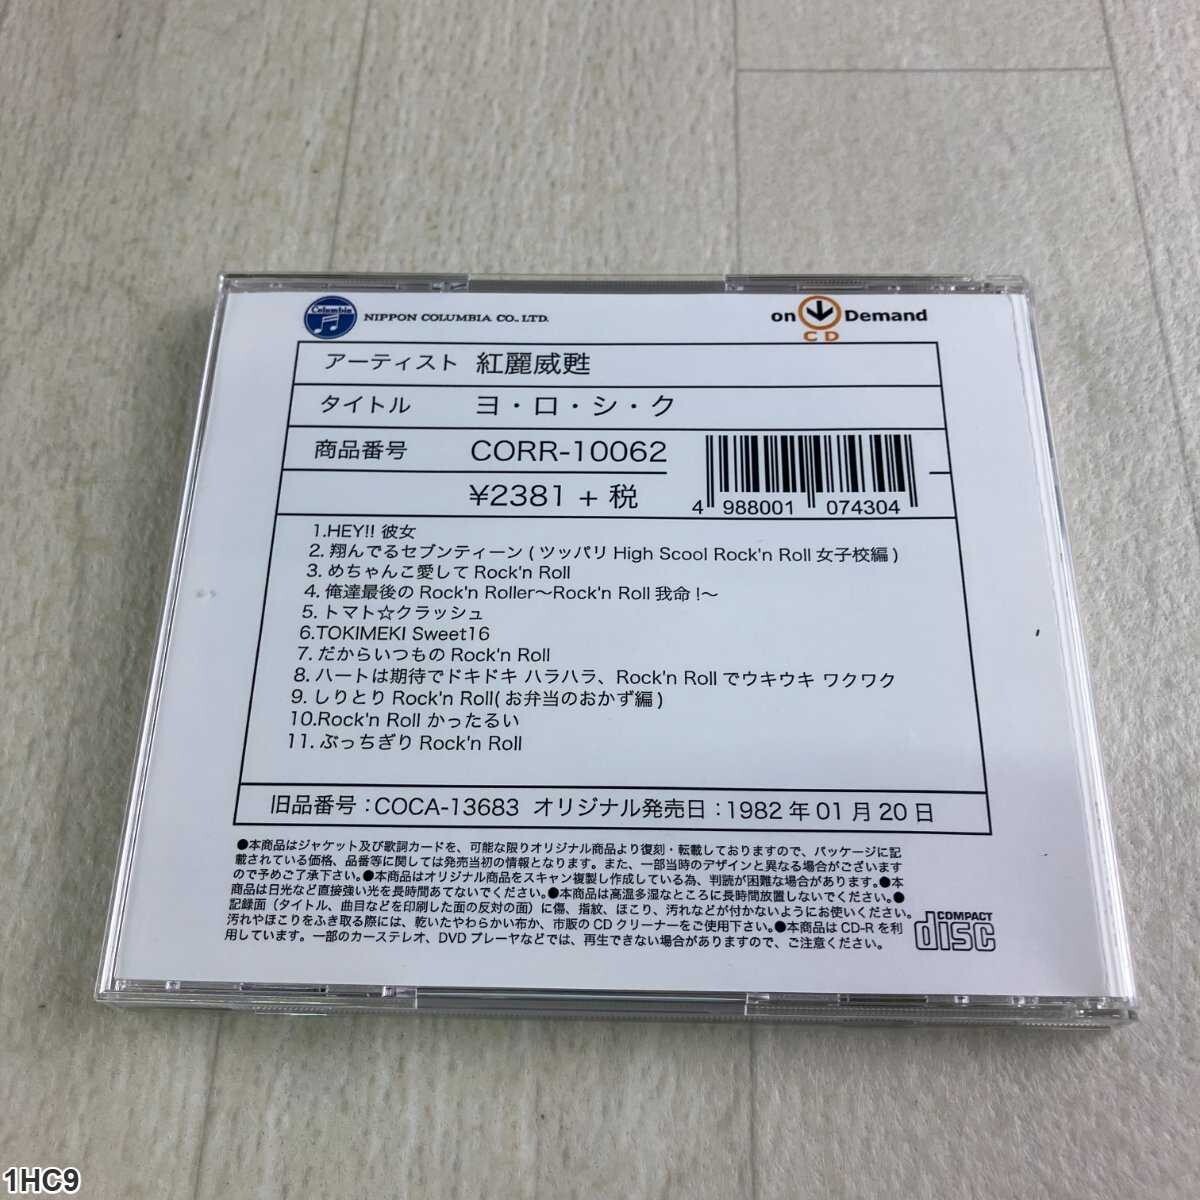 Columbia
NIPPON COLUMBIA CO., LTD.
on Demand
CD
アーティスト 紅麗威甦
タイトル ヨ・ロ・シ・ク
商品番号 CORR-10062
¥2381 + 税
4 988001 074304
1.HEY!! 彼女
2. 翔んでるセブンティーン ( ツッパリ High Scool Rock'n Roll 女子校編 )
3. めちゃんこ愛して Rock'n Roll
4. 俺達最後の Rock'n Roller〜Rock'n Roll 我命 !〜
5. トマト☆クラッシュ
6.TOKIMEKI Sweet16
7. だからいつもの Rock'n Roll
8. ハートは期待でドキドキ ハラハラ、Rock'n Roll でウキウキ ワクワク
9. しりとり Rock'n Roll( お弁当のおかず編 )
10.Rock'n Roll かったるい
11. ぶっちぎり Rock'n Roll
旧品番号 : COCA-13683 オリジナル発売日 : 1982 年 01 月 20 日
●本商品はジャケット及び歌詞カードを、可能な限りオリジナル商品より復刻・転載しておりますので、パッケージに記
載されている価格、品番等に関しては発売当初の情報となります。また、一部当時のデザインと異なる場合がございます
ので予めご了承下さい。●本商品はオリジナル商品をスキャン複製し作成している為、判読が困難な場合があります。●本
商品は日光など直接強い光を長時間あてないでください。●本商品は高温多湿なところに長時間放置しないでください。●
記録面（タイトル、曲目などを印刷した面の反対の面）に傷、指紋、ほこり、汚れなどが付かないようにお使いください。
汚れやほこりをふき取る際には、乾いたやわらかい布か、市販の CD クリーナーをご使用下さい。●本商品は CD-R を利
用しています。一部のカーステレオ、DVD プレーヤなどでは、再生できない場合がありますので、ご注意ください。
COMPACT
disc
1HC9